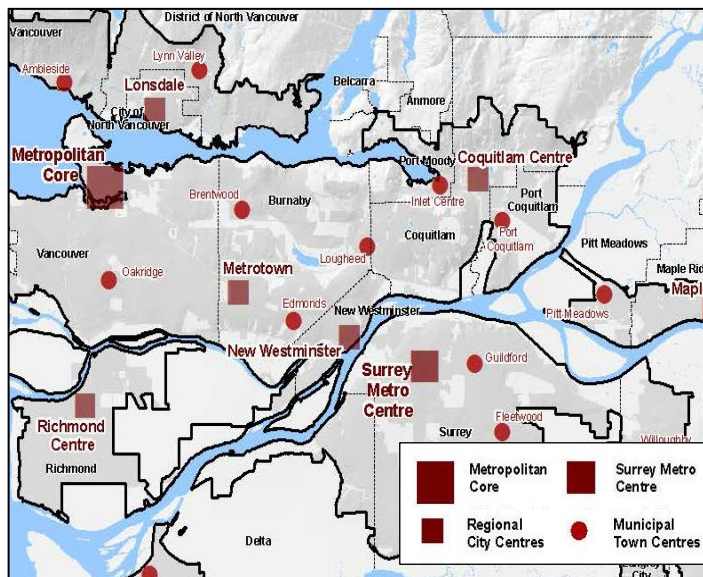 District of North Vancouver
Vancouver
Lynn Valley
Ambleside
Lonsdale
Belcarra
Anmore
City of
North Vancouver
Metropolitan
Core
Port Moody
Coquitlam Centre
Inlet Centre
Port
Coquitlam
Brentwood
Burnaby
Coquitlam
Port
Coquitlam
Pitt Meadows
Vancouver
Lougheed
Oakridge
Metrotown
Maple Rid
Maple
Pitt Meadows
Edmonds
New Westminster
New Westminster
Surrey
Metro
Centre
Guildford
Richmond
Centre
Fleetwood
Surrey
Willoughby
Richmond
Delta
Metropolitan
Core
Surrey Metro
Centre
Regional
City Centres
Municipal
Town Centres
City